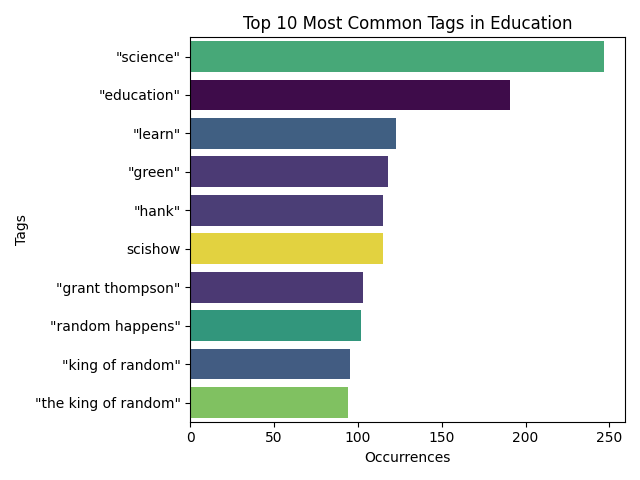 Top 10 Most Common Tags in Education
"science"
"education"
"learn"
"green"
"hank"
scishow
"grant thompson"
"random happens"
"king of random"
"the king of random"
Tags
0 50 100 150 200 250
Occurrences